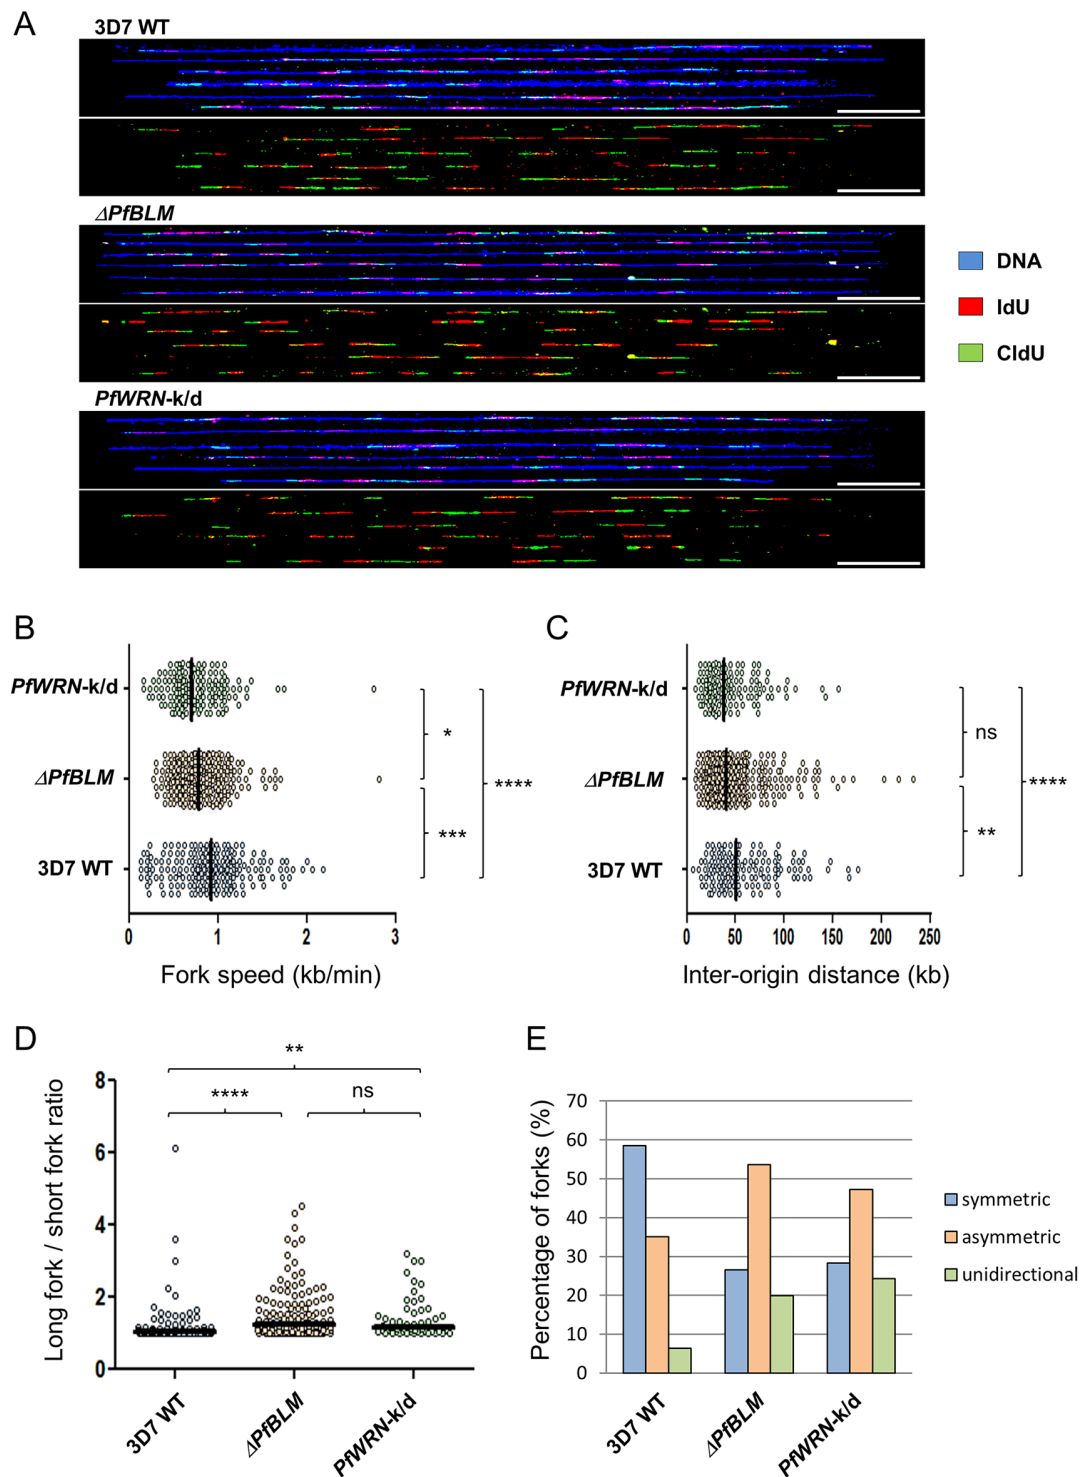 A
3D7 WT
ΔPfBLM
PfWRN-k/d
DNA
IdU
CldU
B
PfWRN-k/d
ΔPfBLM
3D7 WT
*
***
****
0 1 2 3
Fork speed (kb/min)
C
PfWRN-k/d
ΔPfBLM
3D7 WT
ns
**
****
0 50 100 150 200 250
Inter-origin distance (kb)
D
Long fork / short fork ratio
8
6
4
2
0
**
****
ns
3D7 WT
ΔPfBLM
PfWRN-k/d
E
Percentage of forks (%)
70
60
50
40
30
20
10
0
3D7 WT
ΔPfBLM
PfWRN-k/d
symmetric
asymmetric
unidirectional